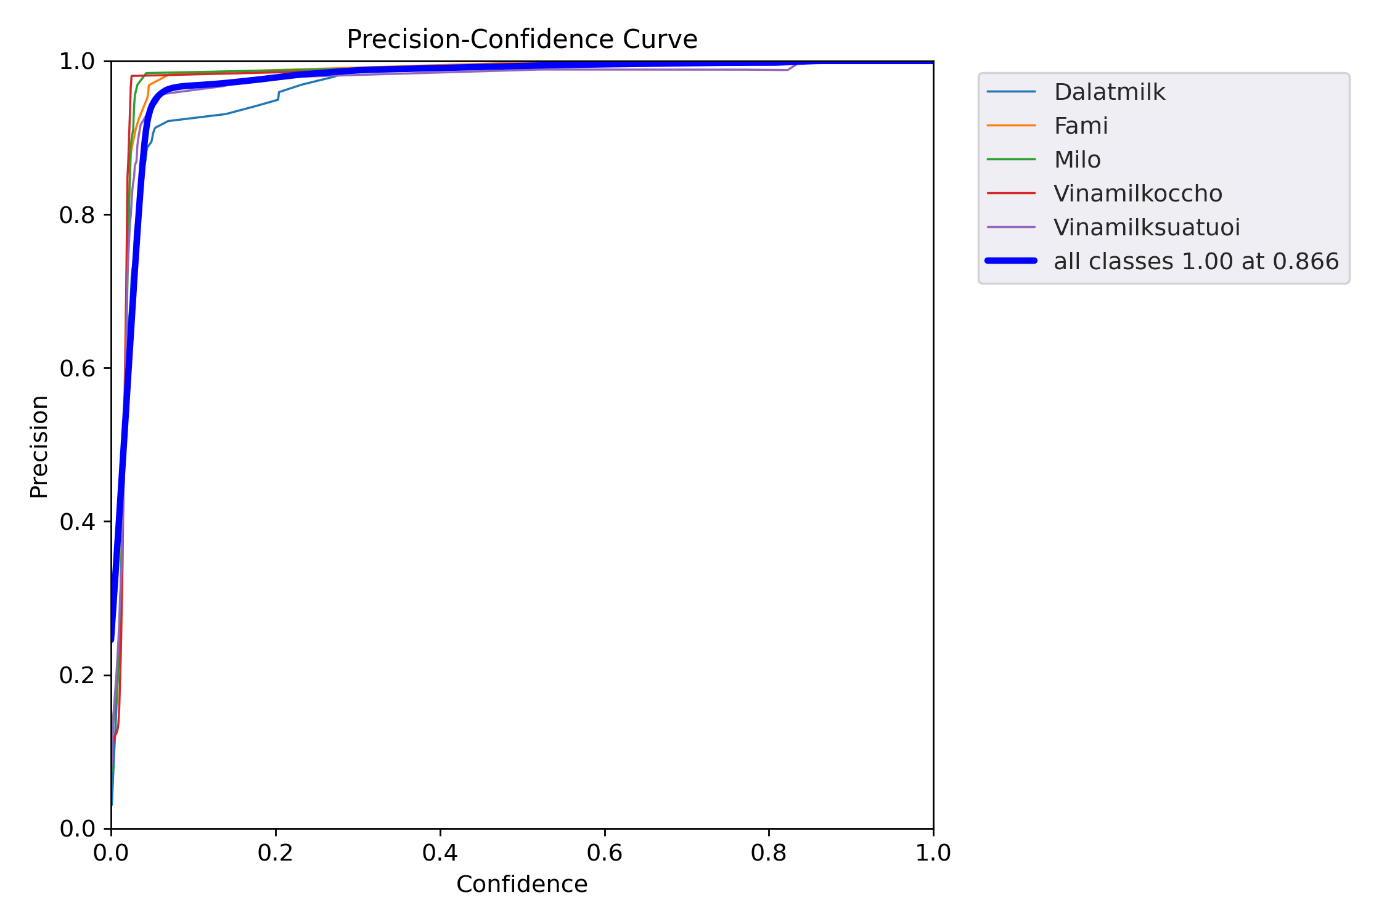 Precision-Confidence Curve
1.0
0.8
0.6
0.4
0.2
0.0
Precision
0.0 0.2 0.4 0.6 0.8 1.0
Confidence
Dalatmilk
Fami
Milo
Vinamilkoccho
Vinamilksuatuoi
all classes 1.00 at 0.866